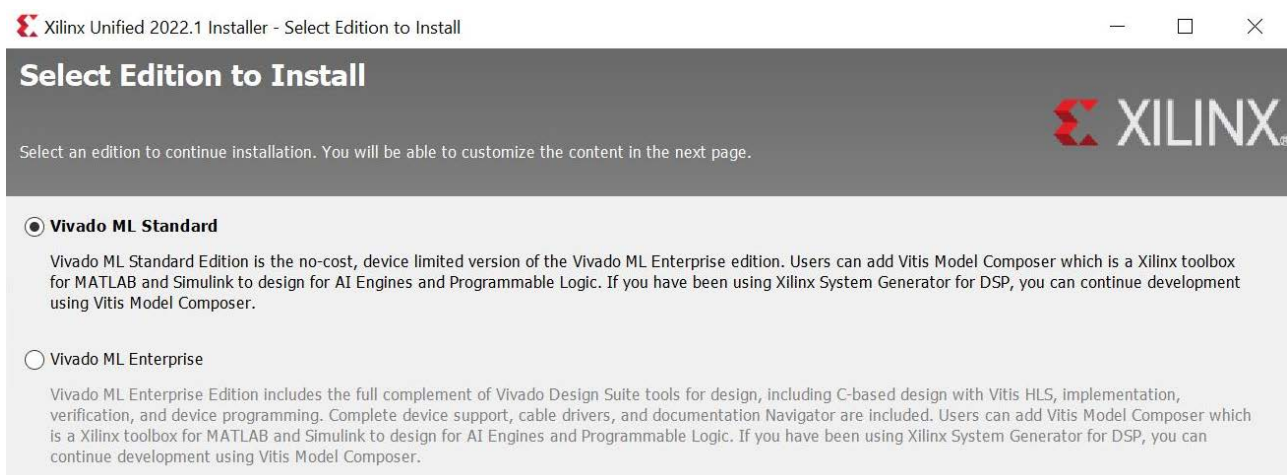 Xilinx Unified 2022.1 Installer - Select Edition to Install
Select Edition to Install
XILINX®
Select an edition to continue installation. You will be able to customize the content in the next page.
Vivado ML Standard
Vivado ML Standard Edition is the no-cost, device limited version of the Vivado ML Enterprise edition. Users can add Vitis Model Composer which is a Xilinx toolbox
for MATLAB and Simulink to design for AI Engines and Programmable Logic. If you have been using Xilinx System Generator for DSP, you can continue development
using Vitis Model Composer.
Vivado ML Enterprise
Vivado ML Enterprise Edition includes the full complement of Vivado Design Suite tools for design, including C-based design with Vitis HLS, implementation,
verification, and device programming. Complete device support, cable drivers, and documentation Navigator are included. Users can add Vitis Model Composer which
is a Xilinx toolbox for MATLAB and Simulink to design for AI Engines and Programmable Logic. If you have been using Xilinx System Generator for DSP, you can
continue development using Vitis Model Composer.